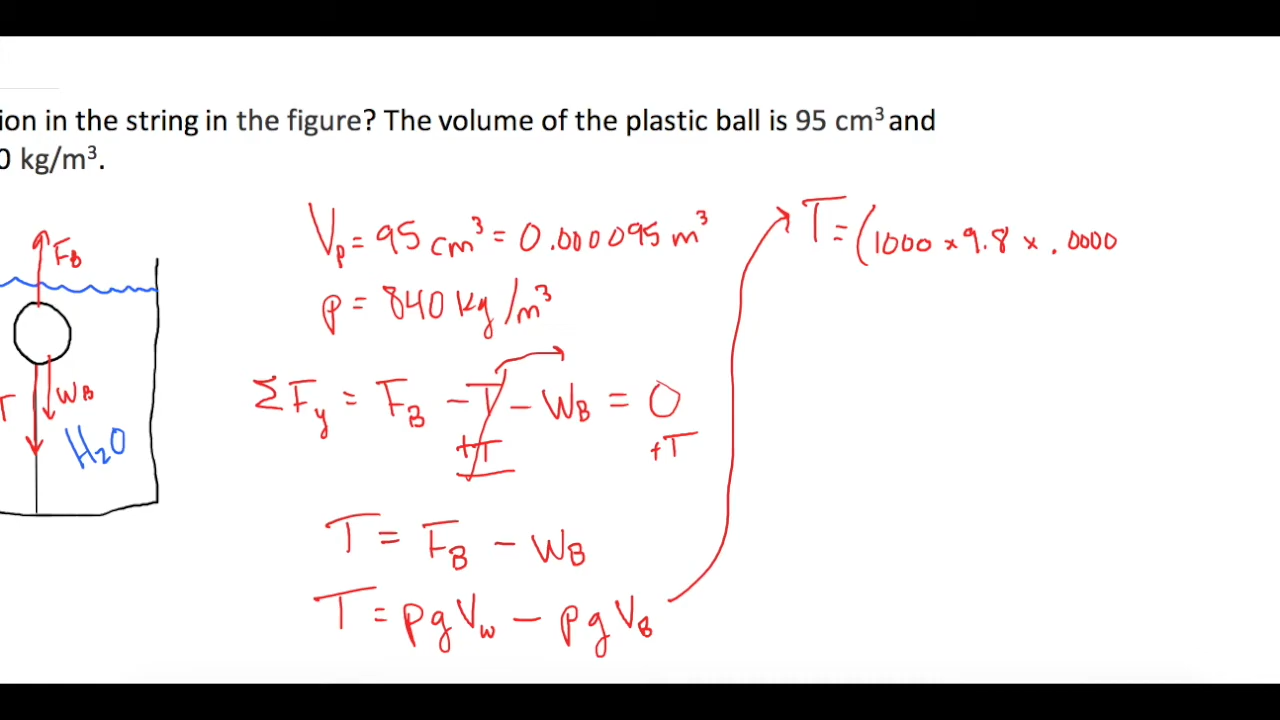 ion in the string in the figure? The volume of the plastic ball is 95 cm³ and
0 kg/m³.
F_B
T
W_B
H₂O
V_p = 95 cm³ = 0.000095 m³
ρ = 840 kg/m³
ΣF_y = F_B - T - W_B = 0
+T +T
T = F_B - W_B
T = ρgV_w - ρgV_B
T = (1000 × 9.8 × .0000